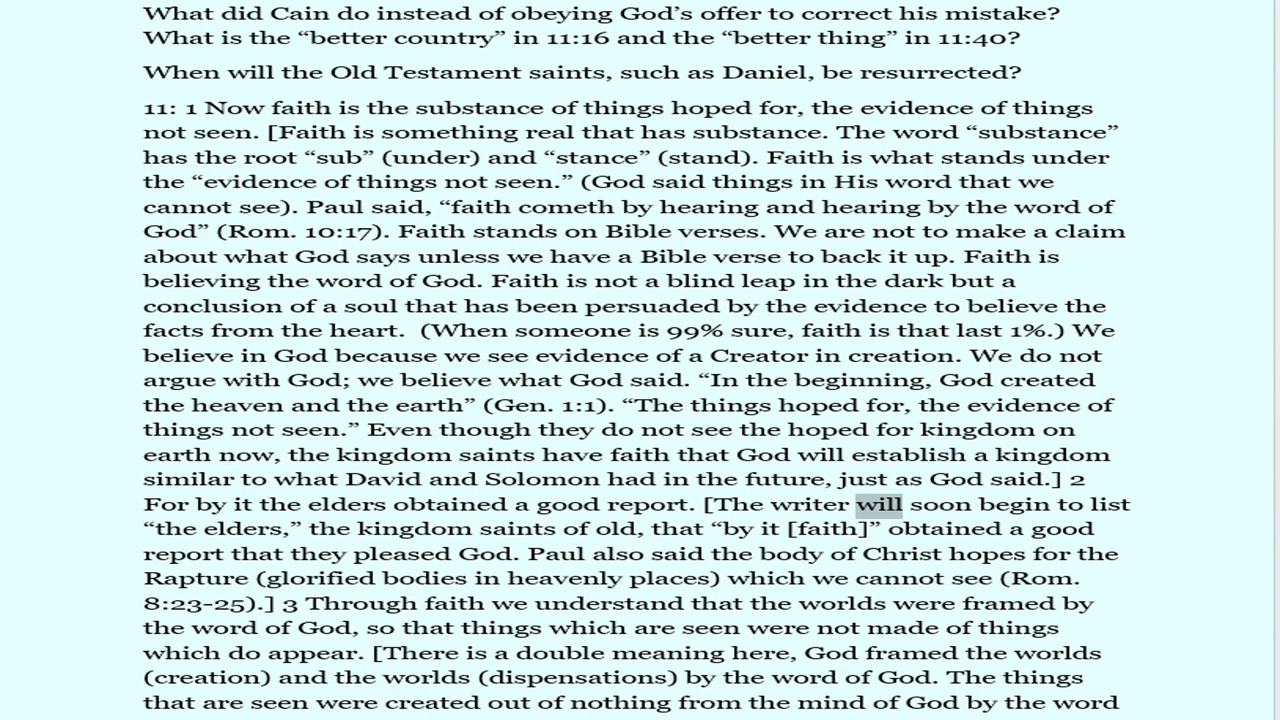 What did Cain do instead of obeying God’s offer to correct his mistake?
What is the “better country” in 11:16 and the “better thing” in 11:40?
When will the Old Testament saints, such as Daniel, be resurrected?
11: 1 Now faith is the substance of things hoped for, the evidence of things
not seen. [Faith is something real that has substance. The word “substance”
has the root “sub” (under) and “stance” (stand). Faith is what stands under
the “evidence of things not seen.” (God said things in His word that we
cannot see). Paul said, “faith cometh by hearing and hearing by the word of
God” (Rom. 10:17). Faith stands on Bible verses. We are not to make a claim
about what God says unless we have a Bible verse to back it up. Faith is
believing the word of God. Faith is not a blind leap in the dark but a
conclusion of a soul that has been persuaded by the evidence to believe the
facts from the heart.  (When someone is 99% sure, faith is that last 1%.) We
believe in God because we see evidence of a Creator in creation. We do not
argue with God; we believe what God said. “In the beginning, God created
the heaven and the earth” (Gen. 1:1). “The things hoped for, the evidence of
things not seen.” Even though they do not see the hoped for kingdom on
earth now, the kingdom saints have faith that God will establish a kingdom
similar to what David and Solomon had in the future, just as God said.] 2
For by it the elders obtained a good report. [The writer will soon begin to list
“the elders,” the kingdom saints of old, that “by it [faith]” obtained a good
report that they pleased God. Paul also said the body of Christ hopes for the
Rapture (glorified bodies in heavenly places) which we cannot see (Rom.
8:23-25).] 3 Through faith we understand that the worlds were framed by
the word of God, so that things which are seen were not made of things
which do appear. [There is a double meaning here, God framed the worlds
(creation) and the worlds (dispensations) by the word of God. The things
that are seen were created out of nothing from the mind of God by the word